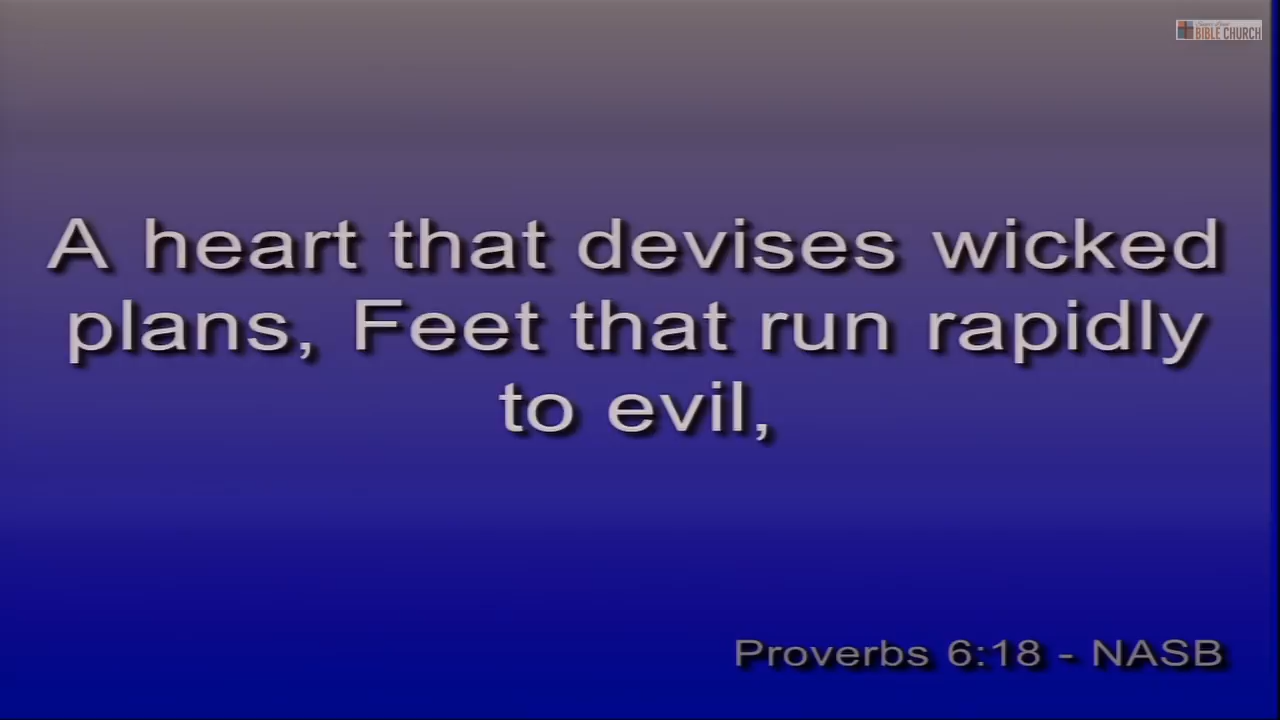 BIBLE CHURCH
A heart that devises wicked
plans, Feet that run rapidly
to evil,
Proverbs 6:18 - NASB